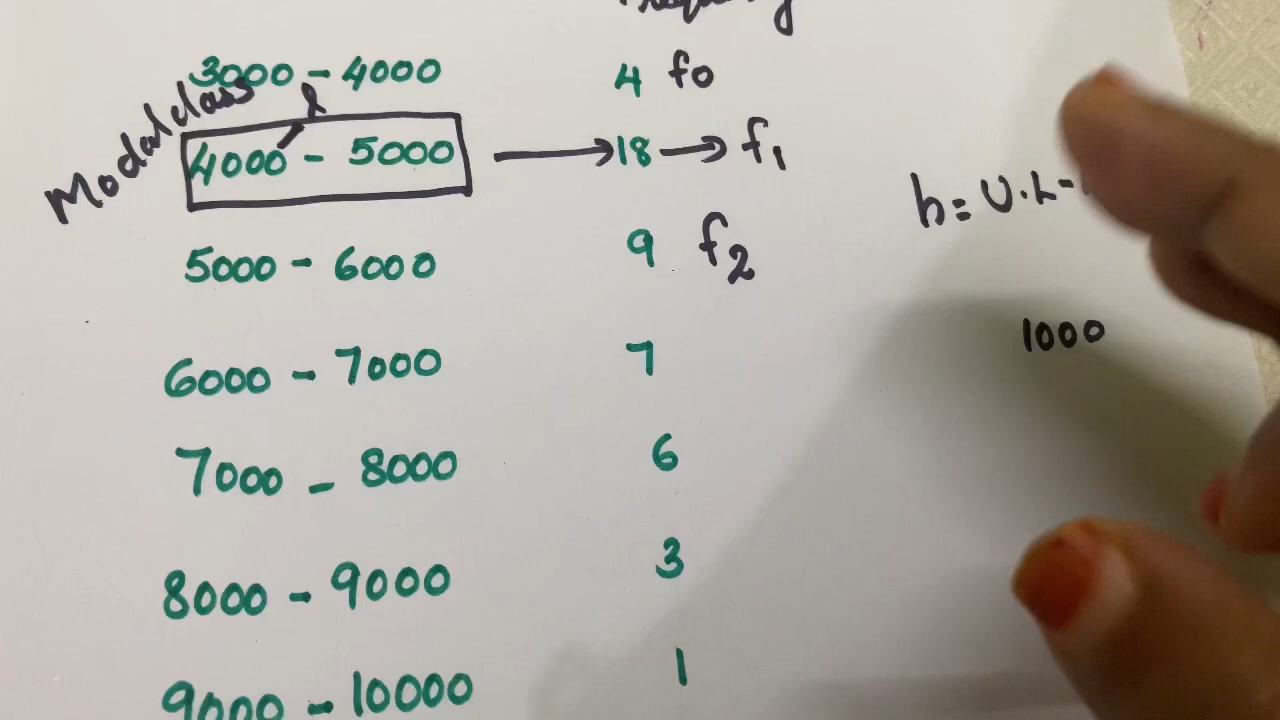 3000 - 4000 4 f0
Modal class l
4000 - 5000 → 18 → f1
h = U.L -
5000 - 6000 9 f2
1000
6000 - 7000 7
7000 - 8000 6
8000 - 9000 3
9000 - 10000 1